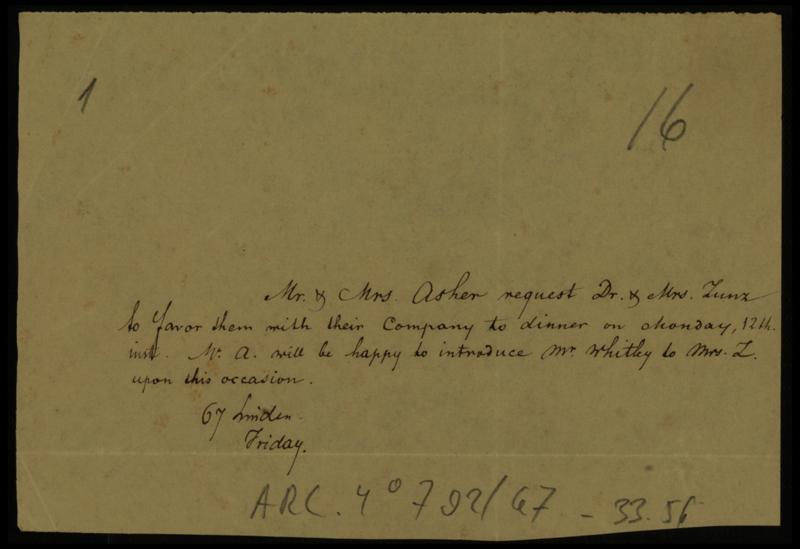 1
16
Mr. & Mrs. Asher request Dr. & Mrs. Zunz
to favor them with their Company to dinner on Monday, 12th.
inst. Mr. A. will be happy to introduce Mr. Whitley to Mrs. Z.
upon this occasion.
67 Linden.
Friday.
ARC. 4° 792/G7 - 33.56